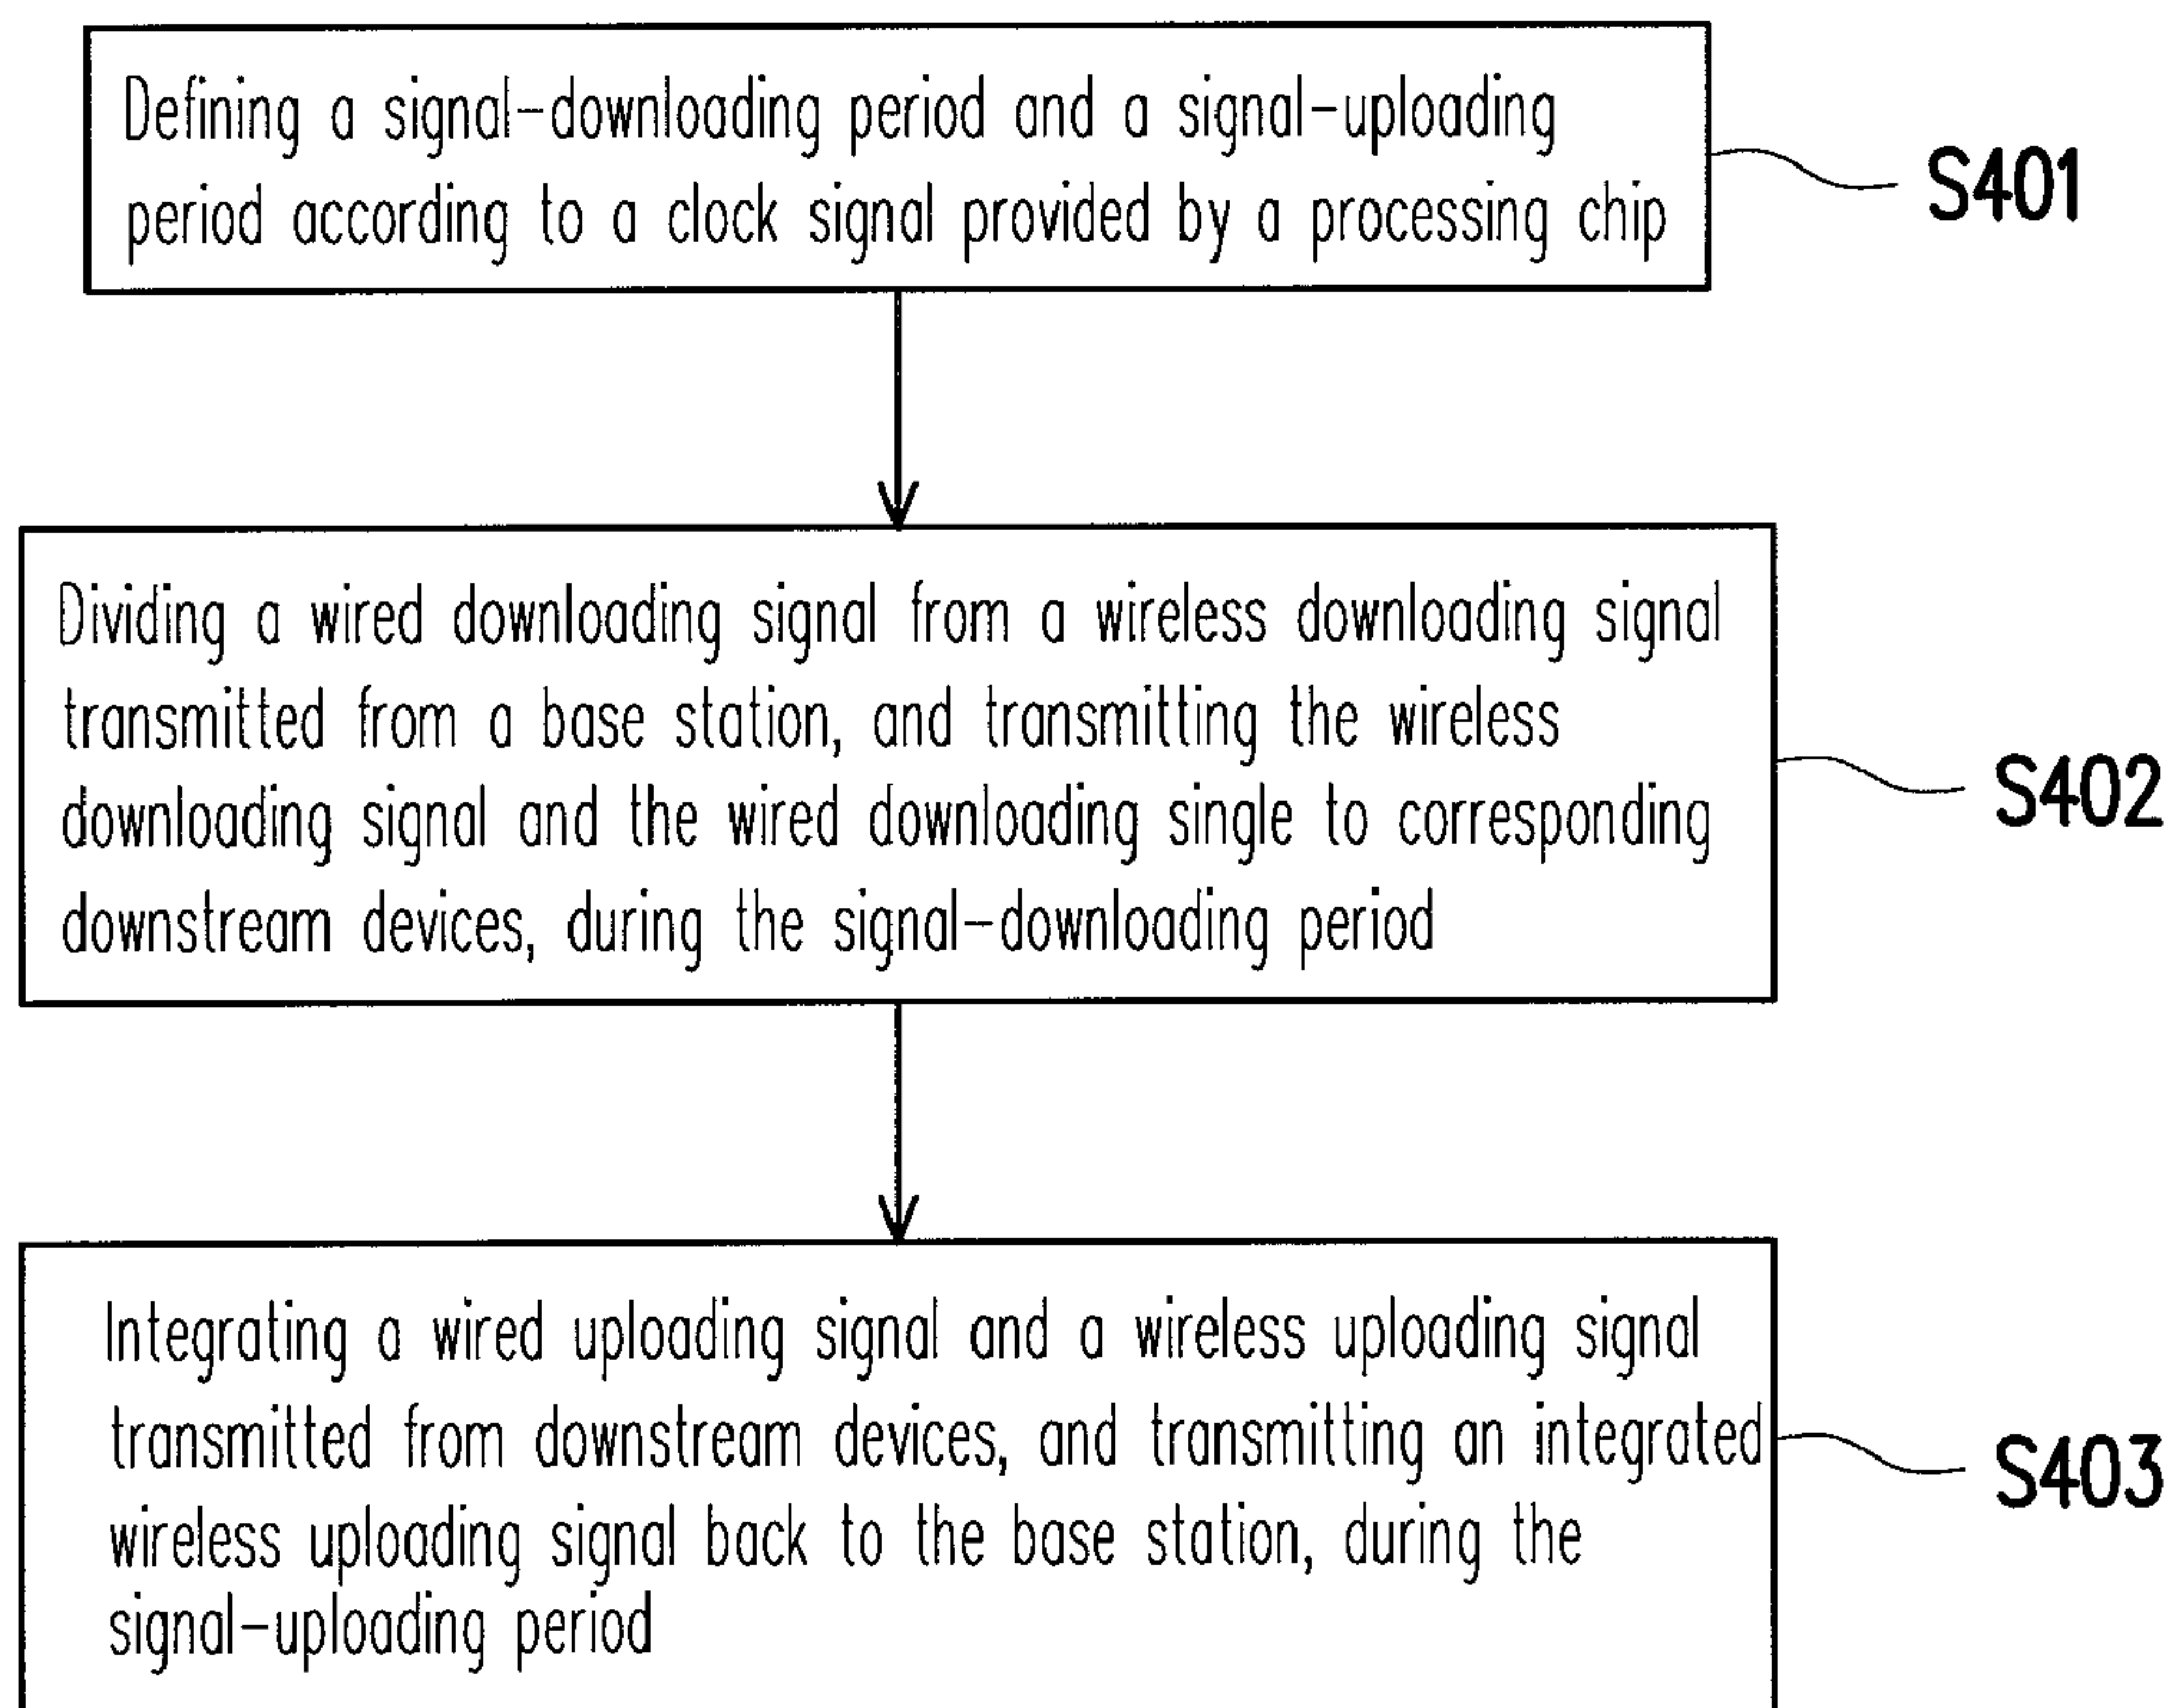 Defining a signal-downloading period and a signal-uploading
period according to a clock signal provided by a processing chip
S401
Dividing a wired downloading signal from a wireless downloading signal
transmitted from a base station, and transmitting the wireless
downloading signal and the wired downloading single to corresponding
downstream devices, during the signal-downloading period
S402
Integrating a wired uploading signal and a wireless uploading signal
transmitted from downstream devices, and transmitting an integrated
wireless uploading signal back to the base station, during the
signal-uploading period
S403